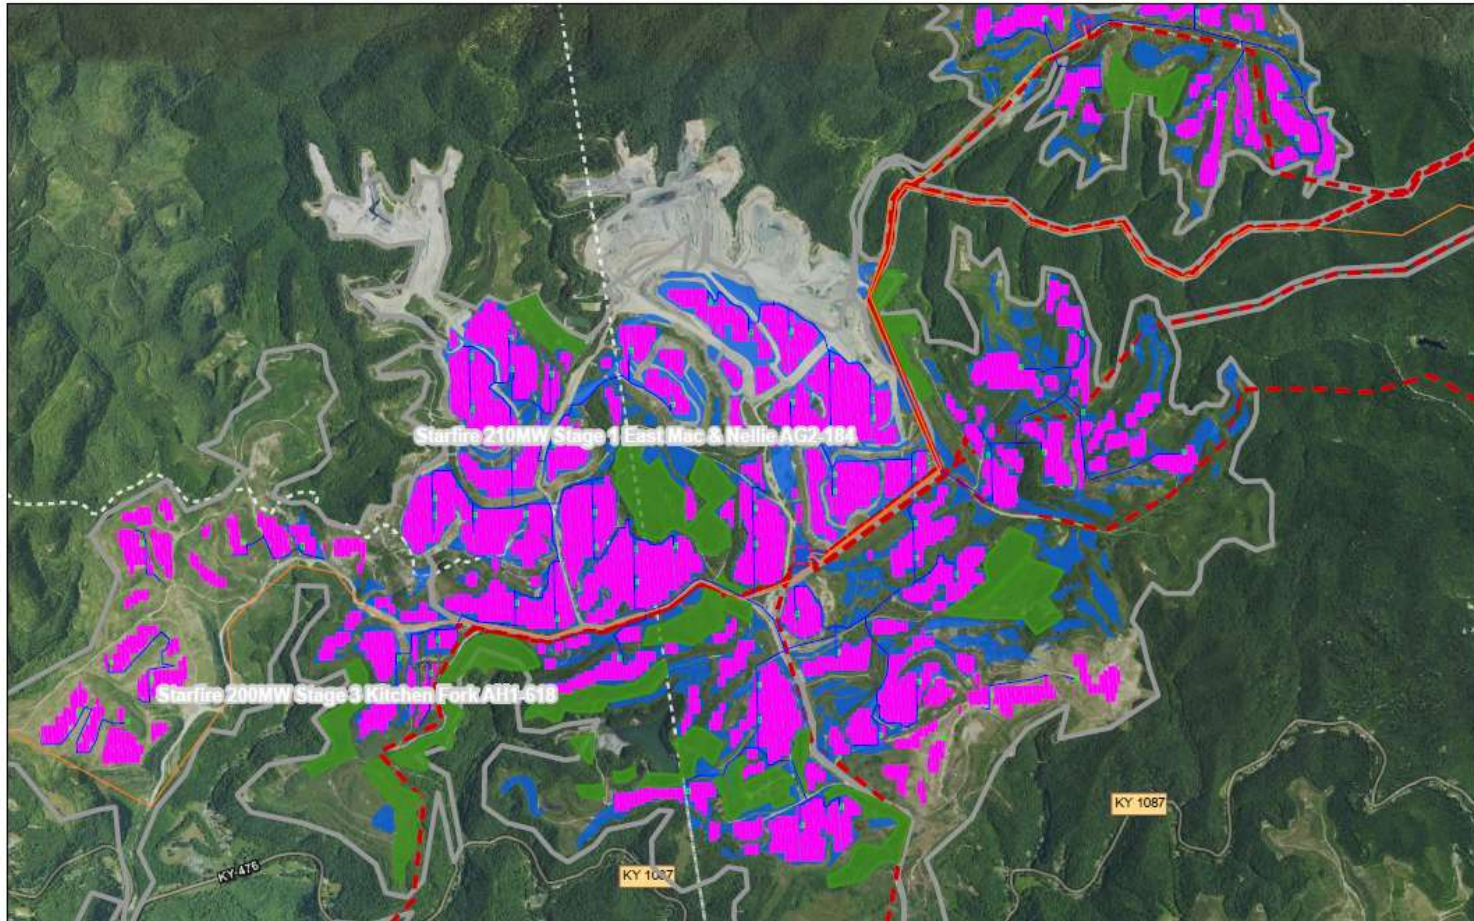 Starfire 210MW Stage 1 East Mac & Nellie AG2-184
Starfire 200MW Stage 3 Kitchen Fork AH1-618
KY 1087
KY 476
KY 1087